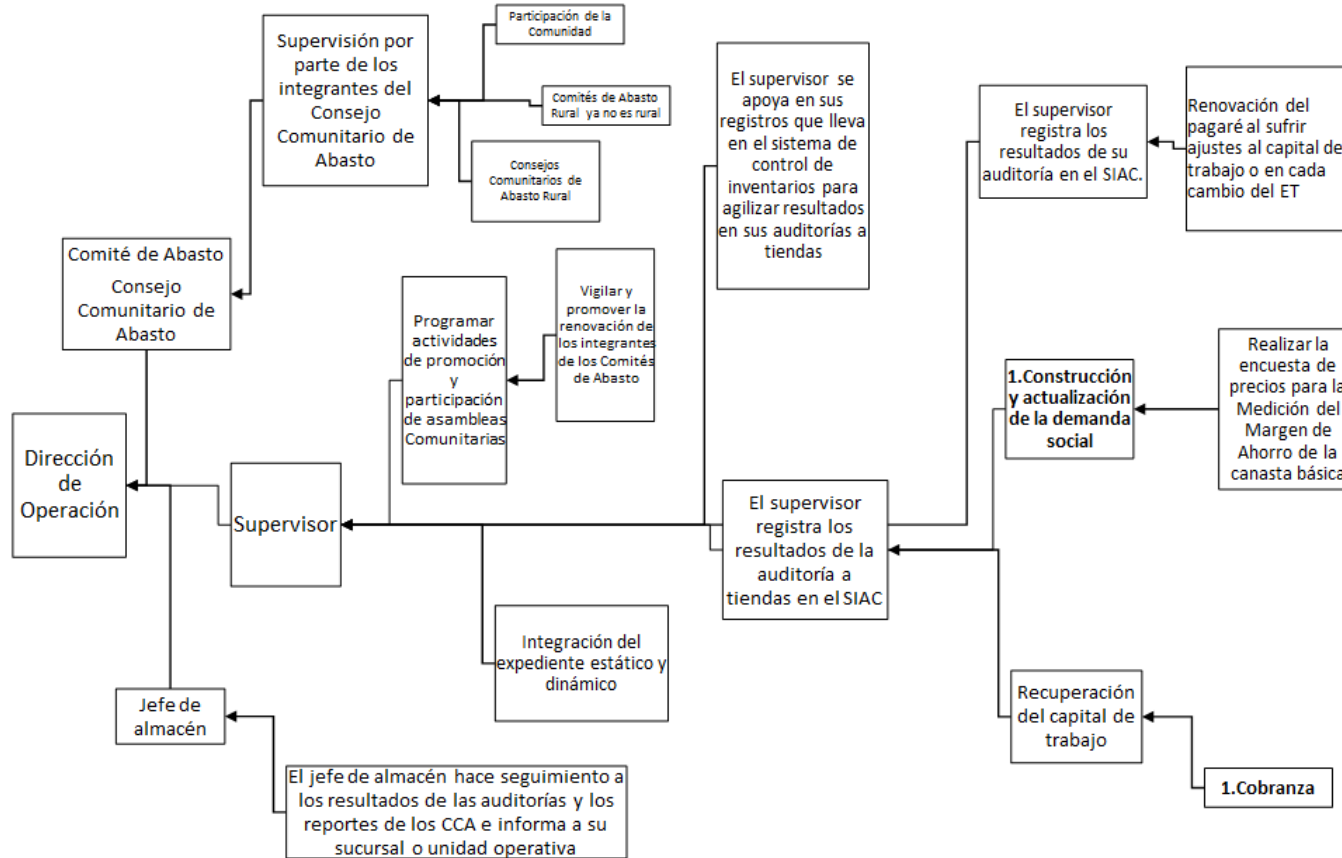 Participación de la
Comunidad
Supervisión por
parte de los
integrantes del
Consejo
Comunitario de
Abasto
Comités de Abasto
Rural ya no es rural
Consejos
Comunitarios de
Abasto Rural
El supervisor se
apoya en sus
registros que lleva
en el sistema de
control de
inventarios para
agilizar resultados
en sus auditorías a
tiendas
El supervisor
registra los
resultados de su
auditoría en el SIAC.
Renovación del
pagaré al sufrir
ajustes al capital de
trabajo o en cada
cambio del ET
Comité de Abasto
Consejo
Comunitario de
Abasto
Programar
actividades
de promoción
y
participación
de asambleas
Comunitarias
Vigilar y
promover la
renovación de
los integrantes
de los Comités
de Abasto
1.Construcción
y actualización
de la demanda
social
Realizar la
encuesta de
precios para la
Medición del
Margen de
Ahorro de la
canasta básica
Dirección
de
Operación
Supervisor
El supervisor
registra los
resultados de la
auditoría a
tiendas en el SIAC
Integración del
expediente estático y
dinámico
Recuperación
del capital de
trabajo
Jefe de
almacén
1.Cobranza
El jefe de almacén hace seguimiento a
los resultados de las auditorías y los
reportes de los CCA e informa a su
sucursal o unidad operativa